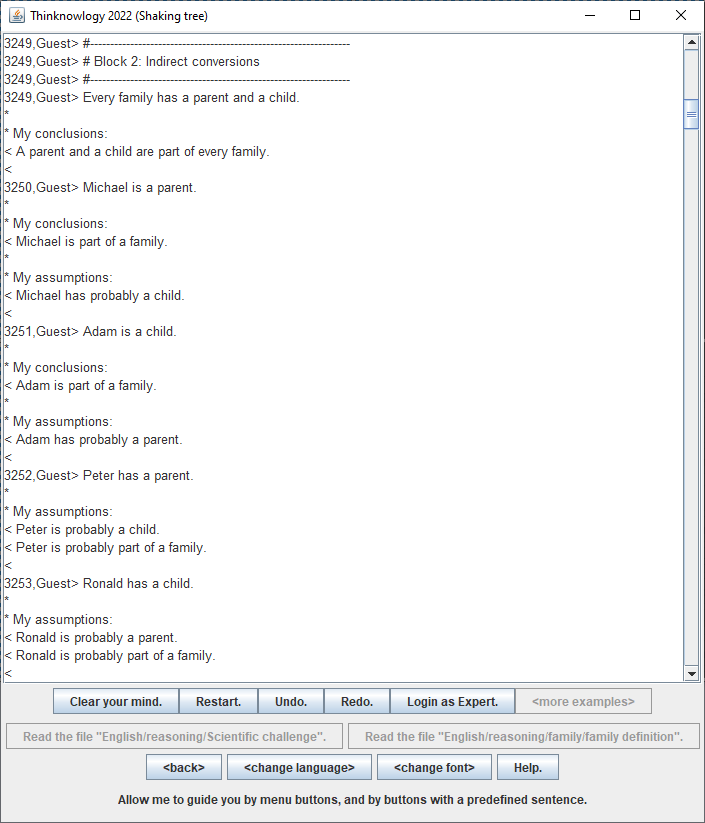 Thinknowlogy 2022 (Shaking tree)
3249,Guest> #-----------------------------------------------------------------
3249,Guest> # Block 2: Indirect conversions
3249,Guest> #-----------------------------------------------------------------
3249,Guest> Every family has a parent and a child.
*
* My conclusions:
< A parent and a child are part of every family.
<
3250,Guest> Michael is a parent.
*
* My conclusions:
< Michael is part of a family.
*
* My assumptions:
< Michael has probably a child.
<
3251,Guest> Adam is a child.
*
* My conclusions:
< Adam is part of a family.
*
* My assumptions:
< Adam has probably a parent.
<
3252,Guest> Peter has a parent.
*
* My assumptions:
< Peter is probably a child.
< Peter is probably part of a family.
<
3253,Guest> Ronald has a child.
*
* My assumptions:
< Ronald is probably a parent.
< Ronald is probably part of a family.
<
Clear your mind. Restart. Undo. Redo. Login as Expert. <more examples>
Read the file "English/reasoning/Scientific challenge". Read the file "English/reasoning/family/family definition".
<back> <change language> <change font> Help.
Allow me to guide you by menu buttons, and by buttons with a predefined sentence.